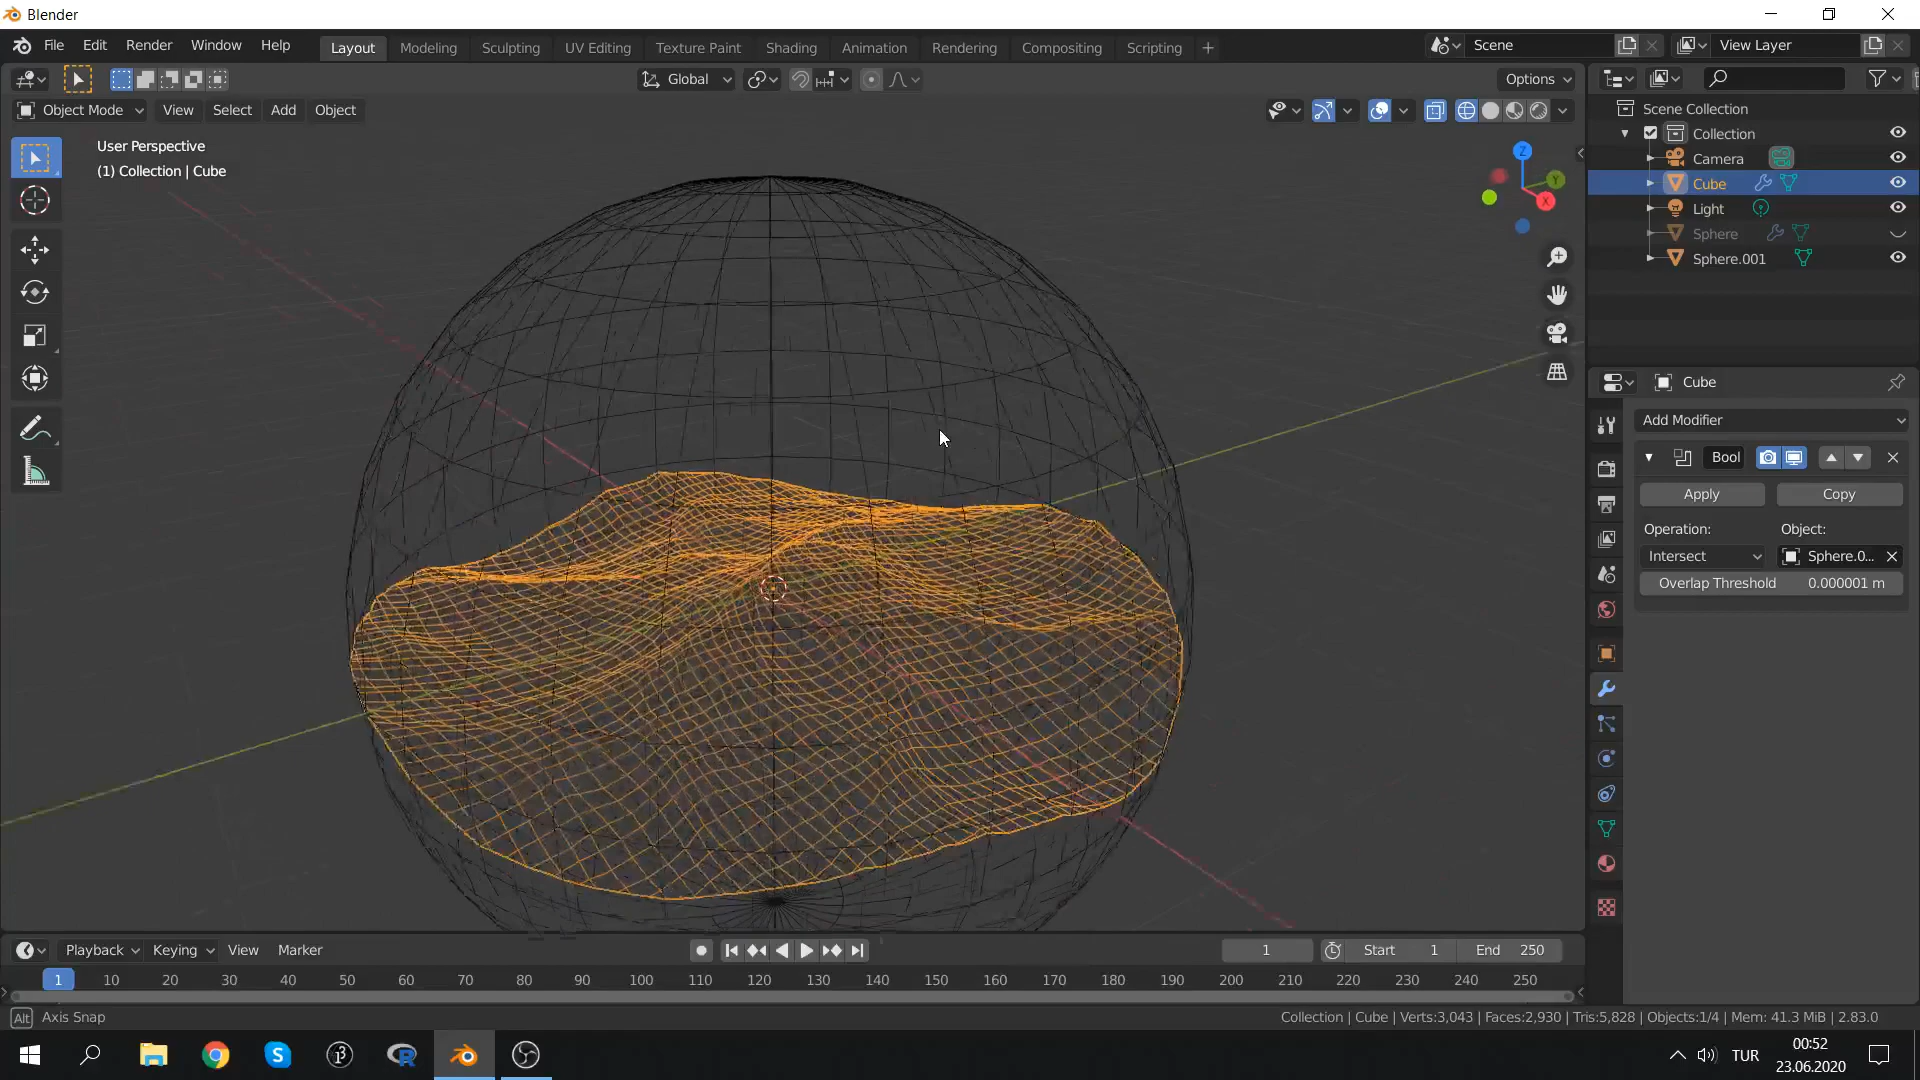 Blender
File Edit Render Window Help
Layout Modeling Sculpting UV Editing Texture Paint Shading Animation Rendering Compositing Scripting +
Scene
View Layer
Global
Options
Object Mode View Select Add Object
User Perspective
(1) Collection | Cube
Z
Y
X
Scene Collection
Collection
Camera
Cube
Light
Sphere
Sphere.001
Cube
Add Modifier
Bool
Apply Copy
Operation: Object:
Intersect Sphere.0...
Overlap Threshold 0.000001 m
Playback Keying View Marker
1 Start 1 End 250
1 10 20 30 40 50 60 70 80 90 100 110 120 130 140 150 160 170 180 190 200 210 220 230 240 250
Alt Axis Snap
Collection | Cube | Verts:3,043 | Faces:2,930 | Tris:5,828 | Objects:1/4 | Mem: 41.3 MiB | 2.83.0
TUR
00:52
23.06.2020